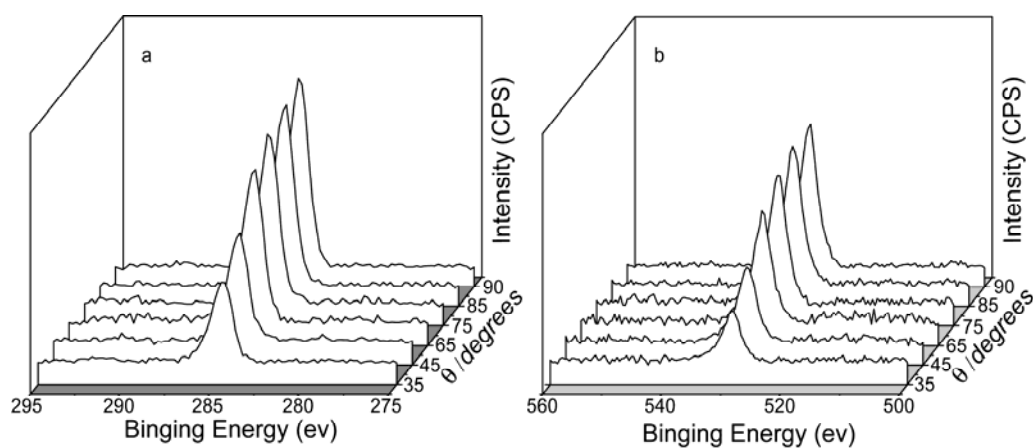 a
Intensity (CPS)
90
85
75
65
45
35
θ /degrees
295 290 285 280 275
Binging Energy (ev)
b
Intensity (CPS)
90
85
75
65
45
35
θ /degrees
560 540 520 500
Binging Energy (ev)